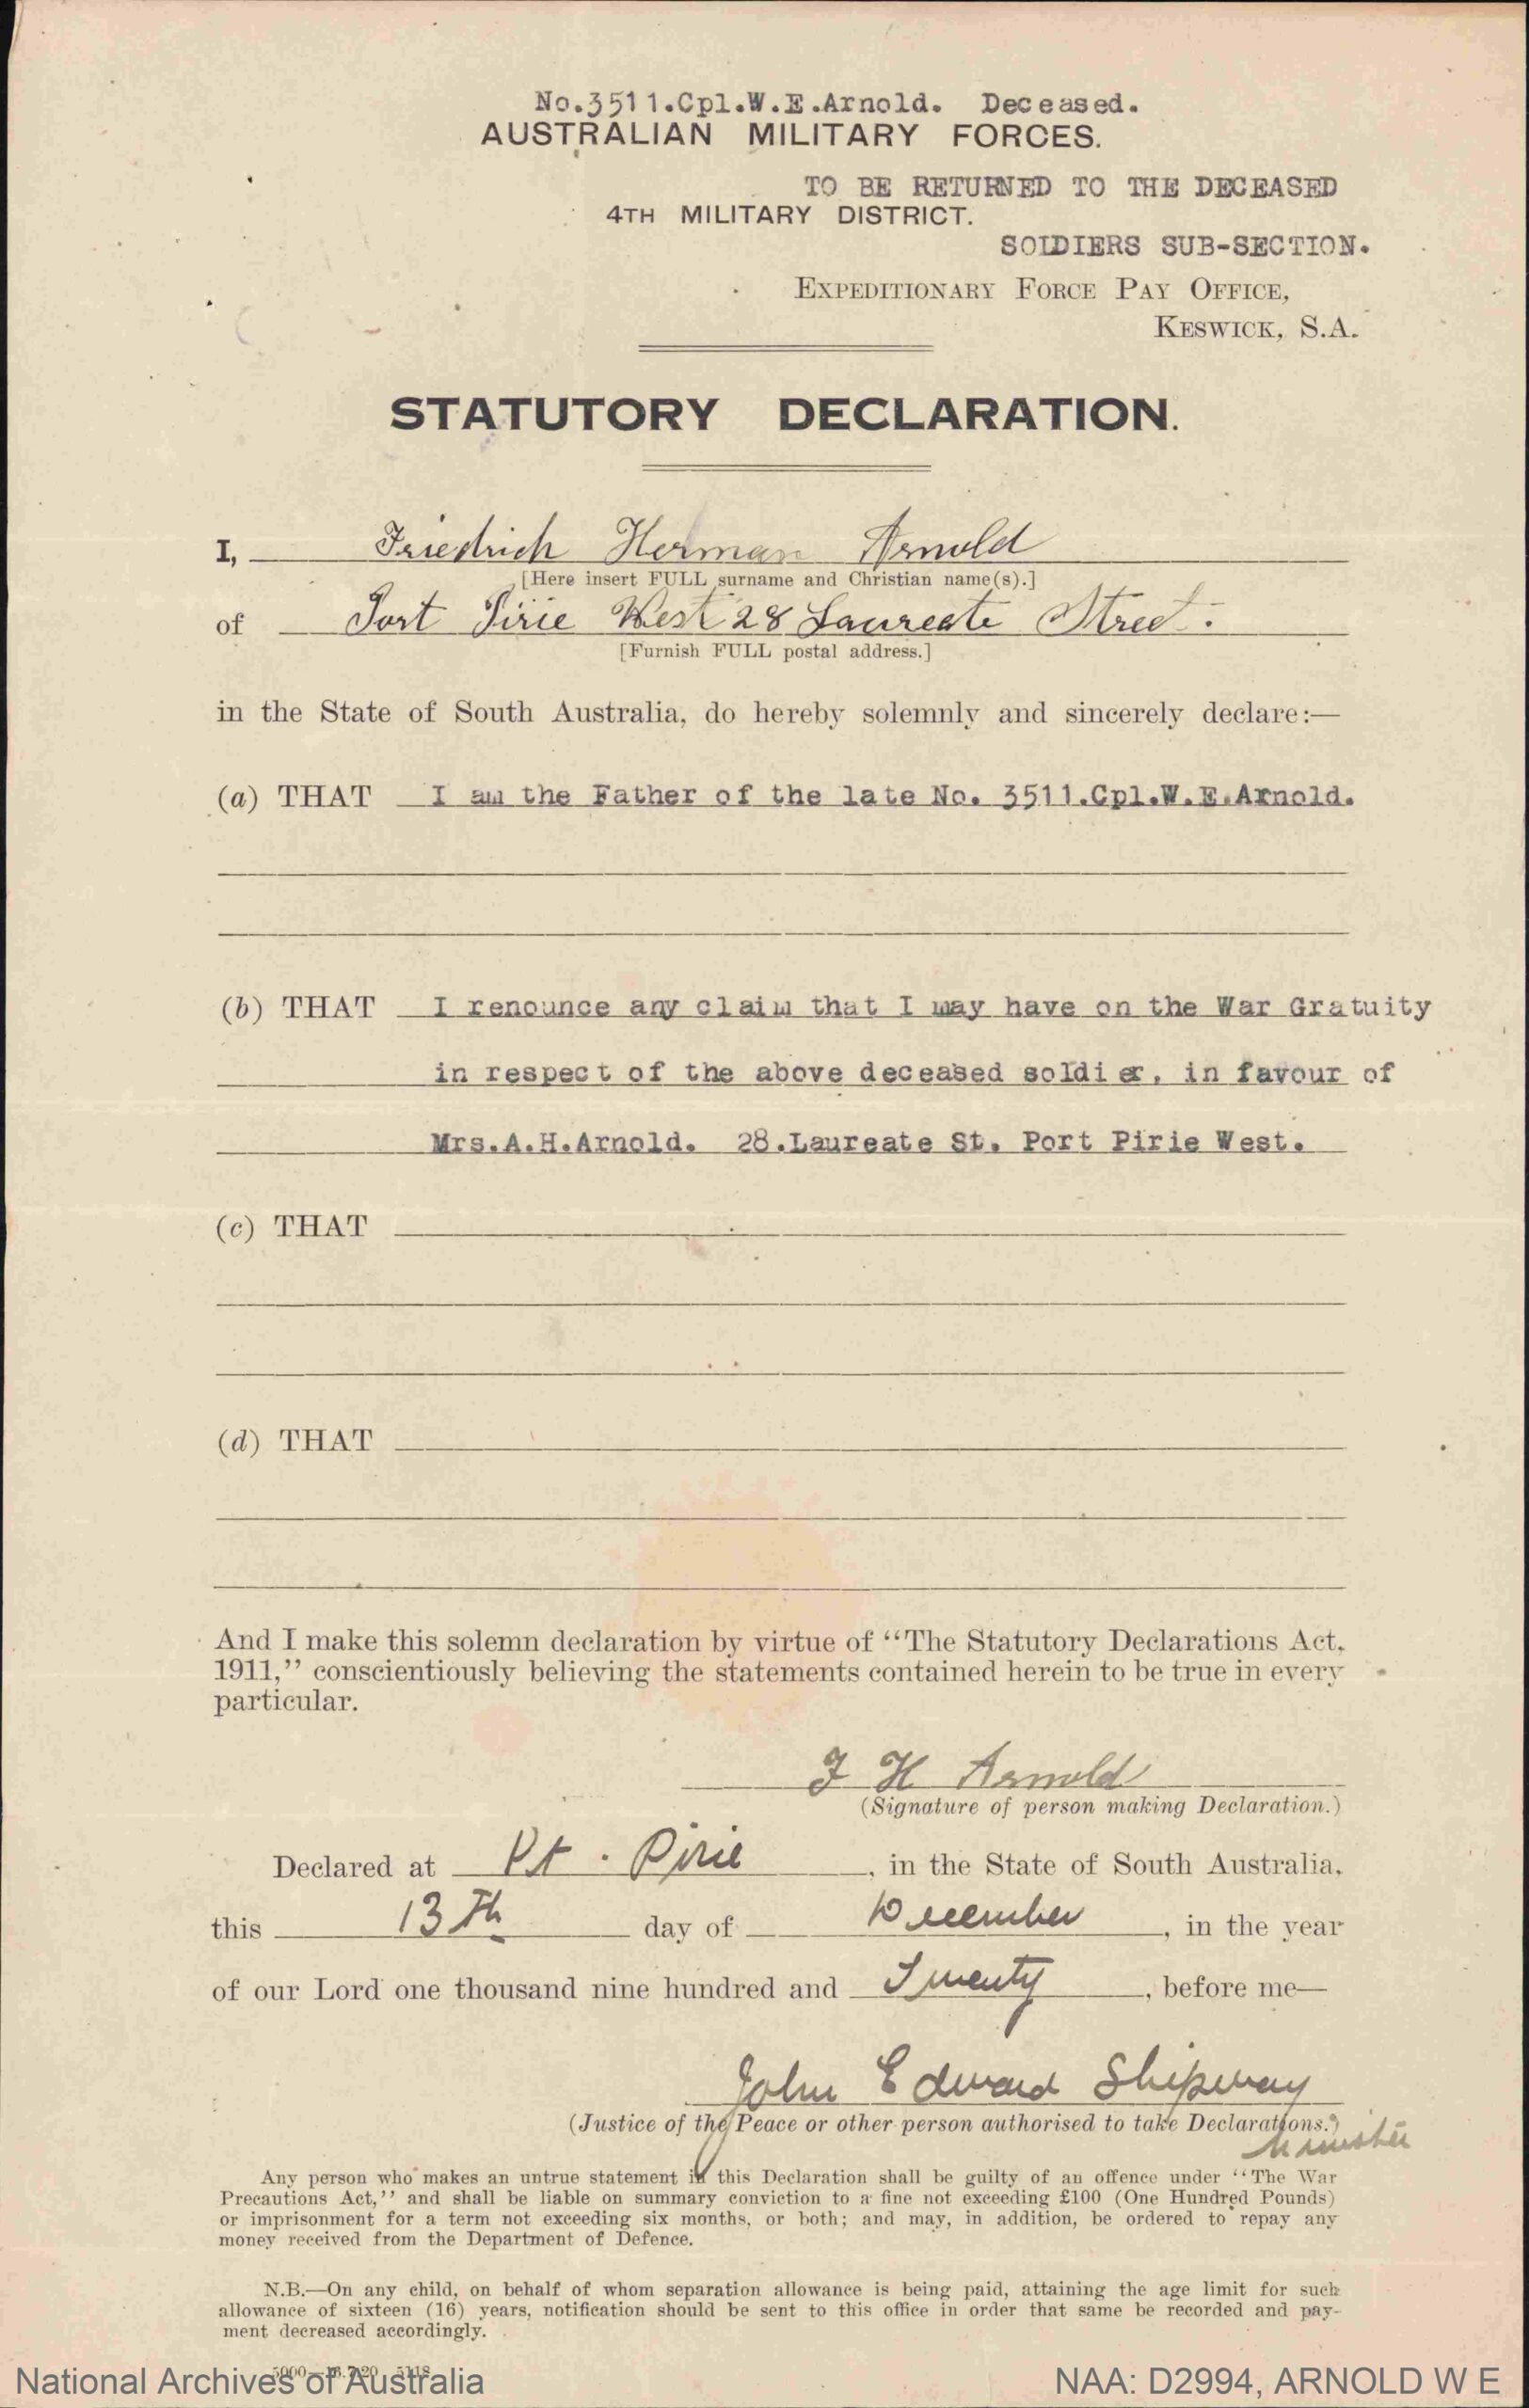 No.3511.Cpl.W.E.Arnold. Deceased.
AUSTRALIAN MILITARY FORCES.
TO BE RETURNED TO THE DECEASED
4TH MILITARY DISTRICT.
SOLDIERS SUB-SECTION.
EXPEDITIONARY FORCE PAY OFFICE,
KESWICK, S.A.
STATUTORY DECLARATION.
I, Friedrich Herman Arnold
[Here insert FULL surname and Christian name(s).]
of Port Pirie West 28 Laureate Street.
[Furnish FULL postal address.]
in the State of South Australia, do hereby solemnly and sincerely declare:—
(a) THAT I am the Father of the late No. 3511.Cpl.W.E.Arnold.
(b) THAT I renounce any claim that I may have on the War Gratuity
in respect of the above deceased soldier, in favour of
Mrs.A.H.Arnold. 28.Laureate St. Port Pirie West.
(c) THAT
(d) THAT
And I make this solemn declaration by virtue of "The Statutory Declarations Act,
1911," conscientiously believing the statements contained herein to be true in every
particular.
F H Arnold
(Signature of person making Declaration.)
Declared at Pt. Pirie, in the State of South Australia,
this 13th day of December, in the year
of our Lord one thousand nine hundred and Twenty, before me—
John Edward Shipway
(Justice of the Peace or other person authorised to take Declarations.)
Minister
Any person who makes an untrue statement in this Declaration shall be guilty of an offence under "The War
Precautions Act," and shall be liable on summary conviction to a fine not exceeding £100 (One Hundred Pounds)
or imprisonment for a term not exceeding six months, or both; and may, in addition, be ordered to repay any
money received from the Department of Defence.
N.B.—On any child, on behalf of whom separation allowance is being paid, attaining the age limit for such
allowance of sixteen (16) years, notification should be sent to this office in order that same be recorded and pay-
ment decreased accordingly.
National Archives of Australia
NAA: D2994, ARNOLD W E